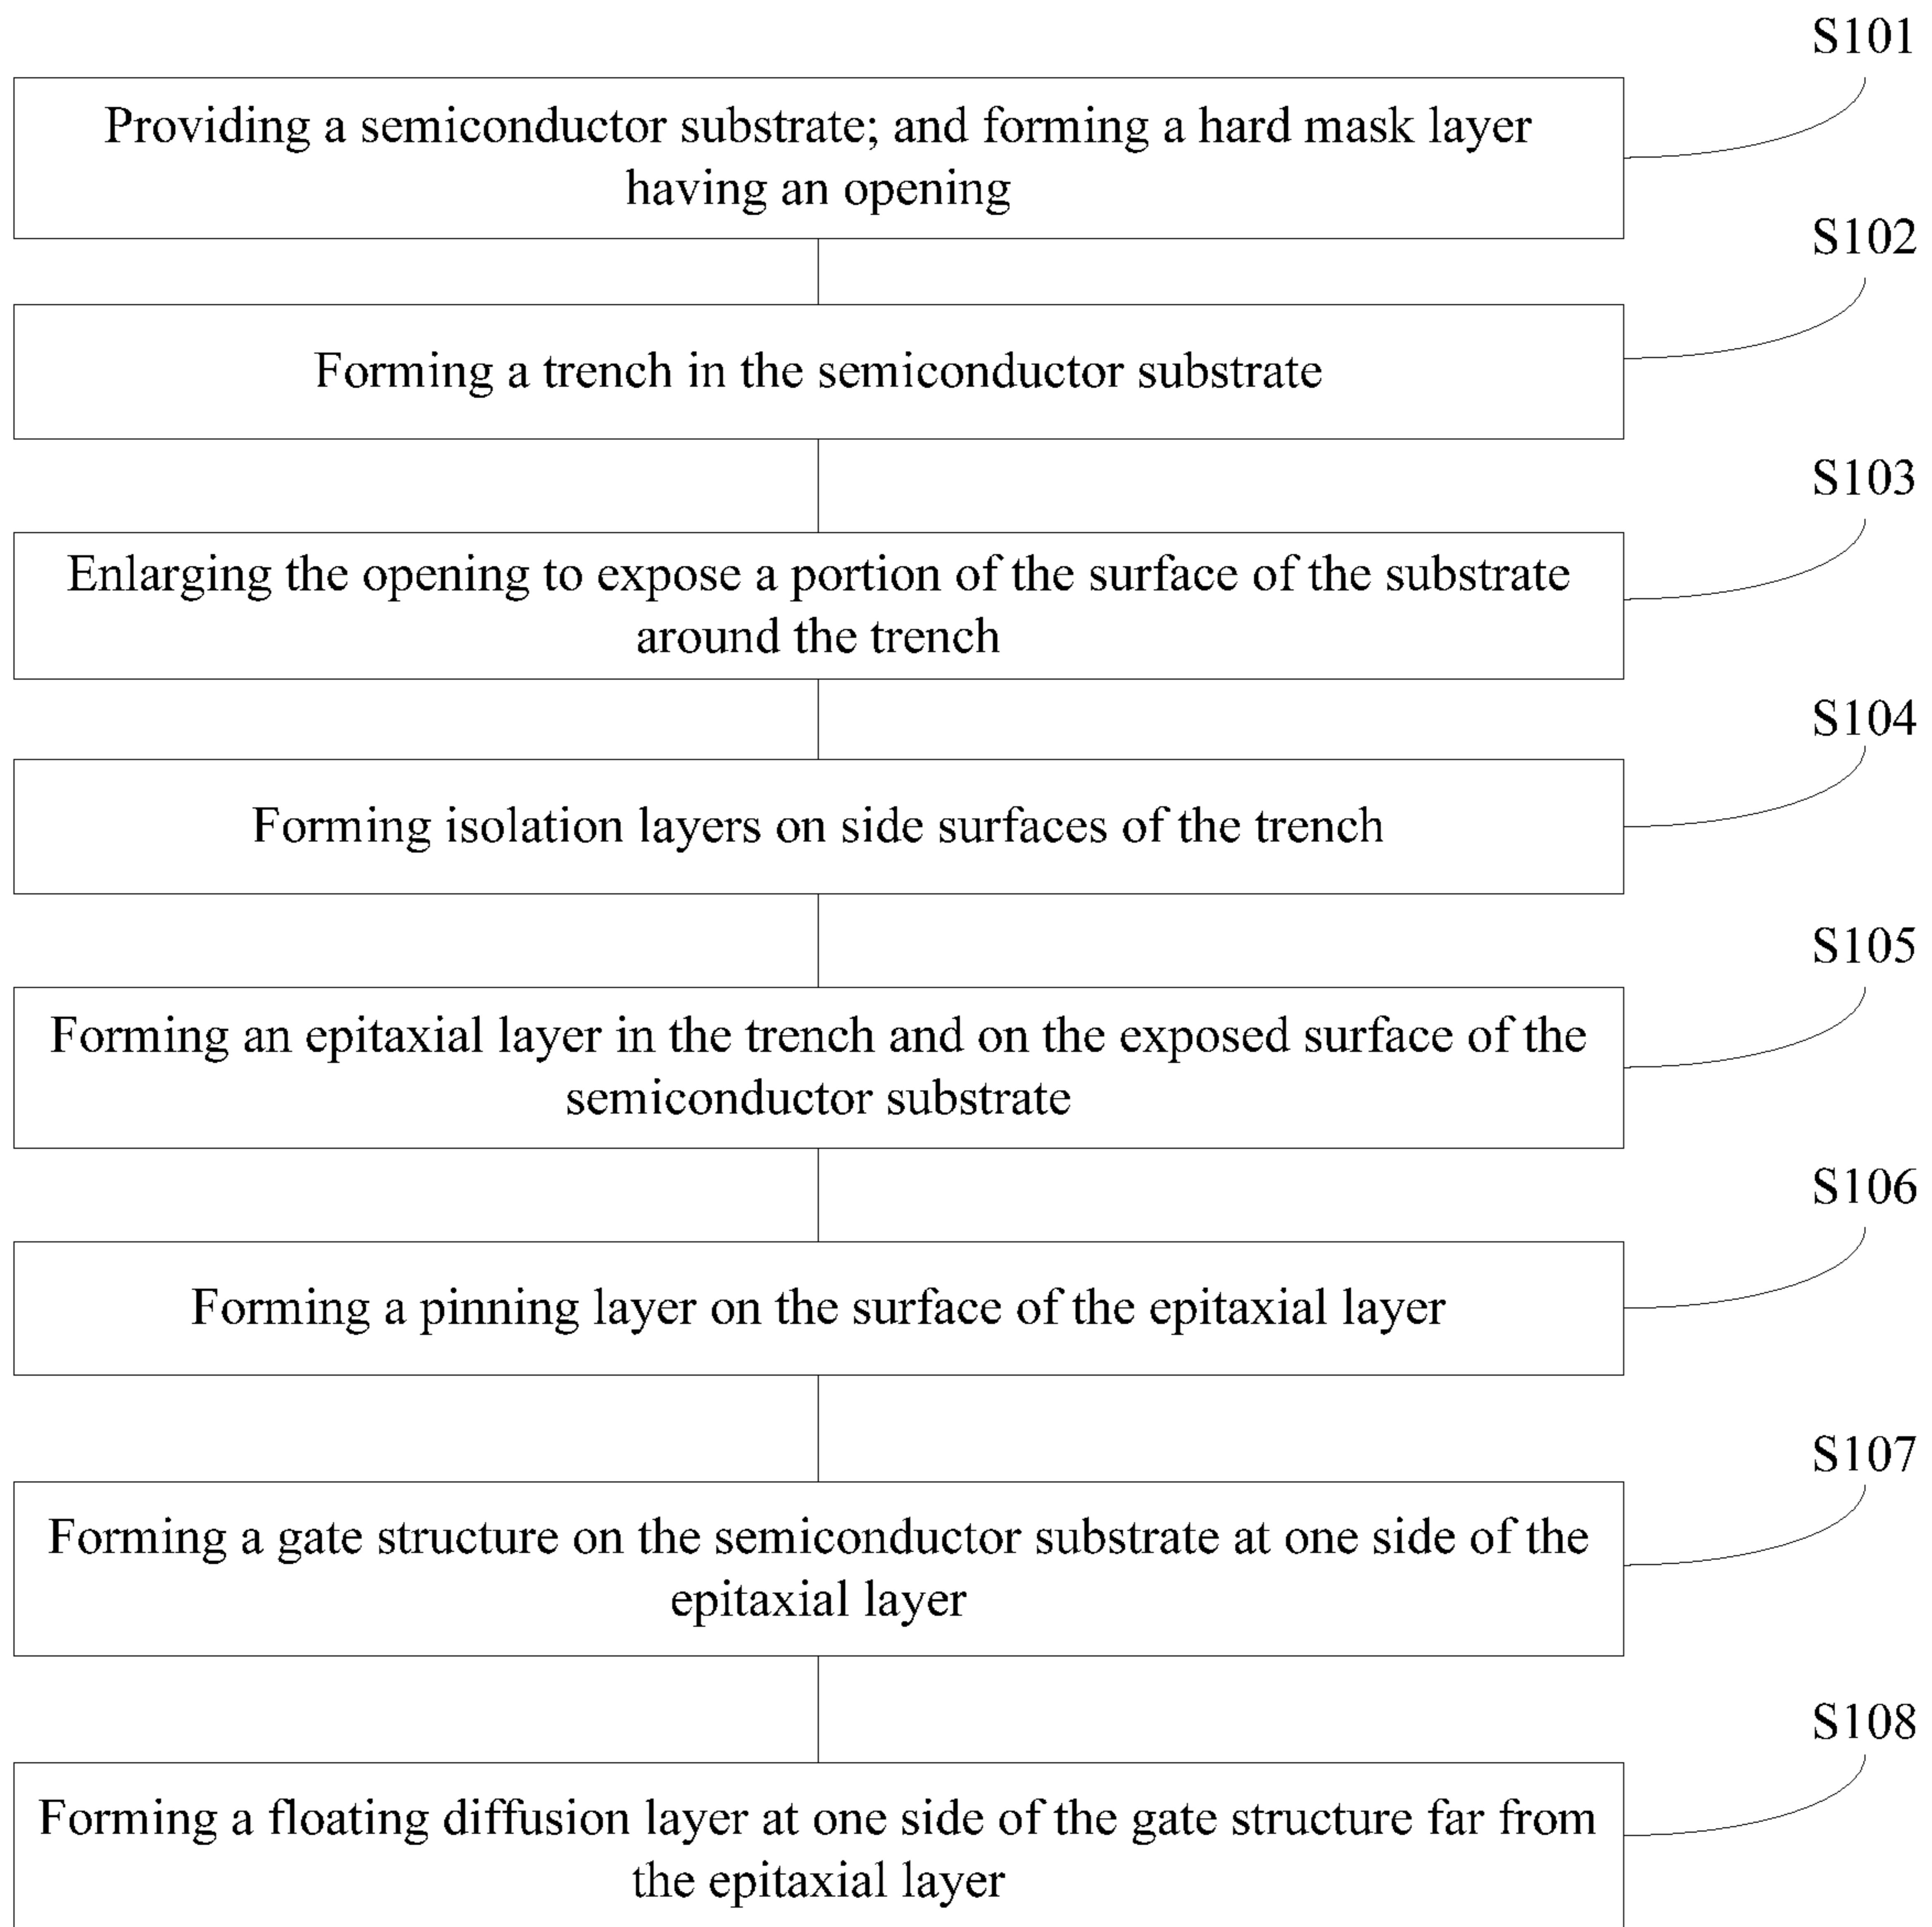 S101
Providing a semiconductor substrate; and forming a hard mask layer
having an opening
S102
Forming a trench in the semiconductor substrate
S103
Enlarging the opening to expose a portion of the surface of the substrate
around the trench
S104
Forming isolation layers on side surfaces of the trench
S105
Forming an epitaxial layer in the trench and on the exposed surface of the
semiconductor substrate
S106
Forming a pinning layer on the surface of the epitaxial layer
S107
Forming a gate structure on the semiconductor substrate at one side of the
epitaxial layer
S108
Forming a floating diffusion layer at one side of the gate structure far from
the epitaxial layer